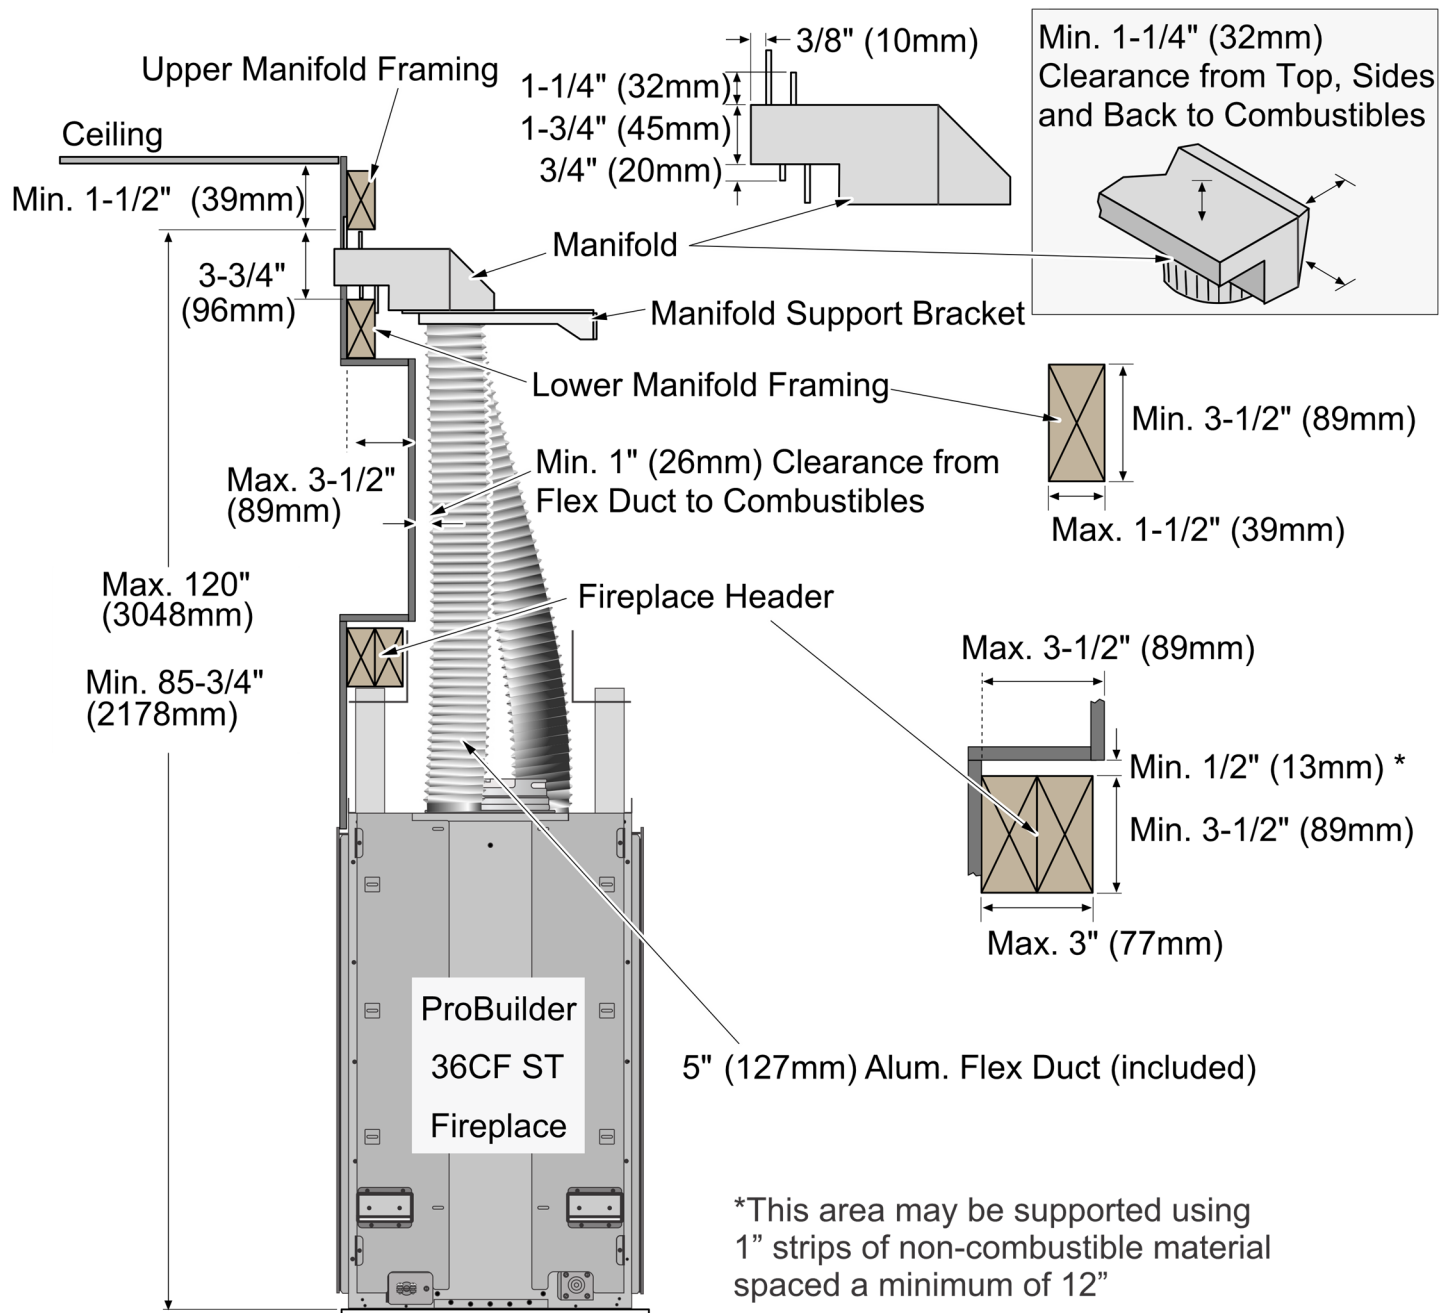 Upper Manifold Framing
Ceiling
Min. 1-1/2" (39mm)
3-3/4"
(96mm)
3/8" (10mm)
1-1/4" (32mm)
1-3/4" (45mm)
3/4" (20mm)
Min. 1-1/4" (32mm)
Clearance from Top, Sides
and Back to Combustibles
Manifold
Manifold Support Bracket
Lower Manifold Framing
Min. 3-1/2" (89mm)
Max. 1-1/2" (39mm)
Max. 3-1/2"
(89mm)
Min. 1" (26mm) Clearance from
Flex Duct to Combustibles
Max. 120"
(3048mm)
Min. 85-3/4"
(2178mm)
Fireplace Header
Max. 3-1/2" (89mm)
Min. 1/2" (13mm) *
Min. 3-1/2" (89mm)
Max. 3" (77mm)
ProBuilder
36CF ST
Fireplace
5" (127mm) Alum. Flex Duct (included)
*This area may be supported using
1” strips of non-combustible material
spaced a minimum of 12”